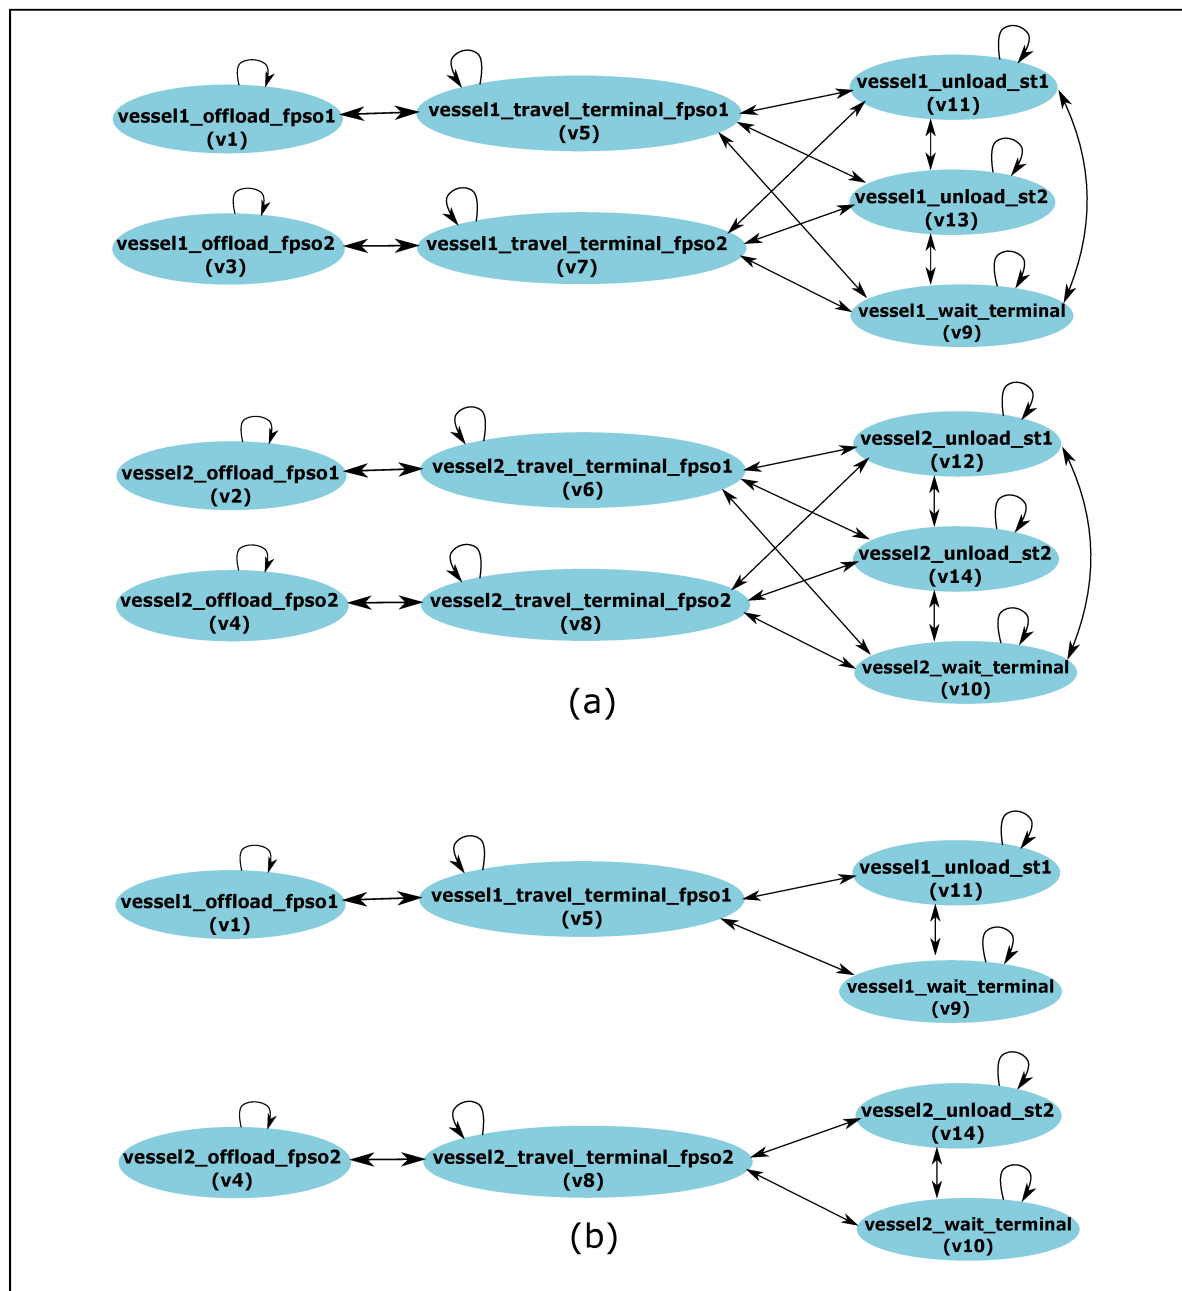 vessel1_offload_fpso1
(v1)
vessel1_travel_terminal_fpso1
(v5)
vessel1_unload_st1
(v11)
vessel1_unload_st2
(v13)
vessel1_offload_fpso2
(v3)
vessel1_travel_terminal_fpso2
(v7)
vessel1_wait_terminal
(v9)
vessel2_offload_fpso1
(v2)
vessel2_travel_terminal_fpso1
(v6)
vessel2_unload_st1
(v12)
vessel2_unload_st2
(v14)
vessel2_offload_fpso2
(v4)
vessel2_travel_terminal_fpso2
(v8)
vessel2_wait_terminal
(v10)
(a)
vessel1_offload_fpso1
(v1)
vessel1_travel_terminal_fpso1
(v5)
vessel1_unload_st1
(v11)
vessel1_wait_terminal
(v9)
vessel2_offload_fpso2
(v4)
vessel2_travel_terminal_fpso2
(v8)
vessel2_unload_st2
(v14)
vessel2_wait_terminal
(v10)
(b)